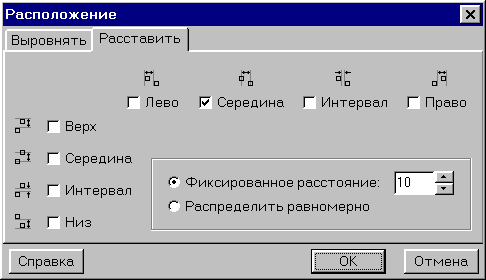 Расположение
Выровнять Расставить
Лево Середина Интервал Право
Верх
Середина
Интервал
Низ
Фиксированное расстояние: 10
Распределить равномерно
Справка OK Отмена